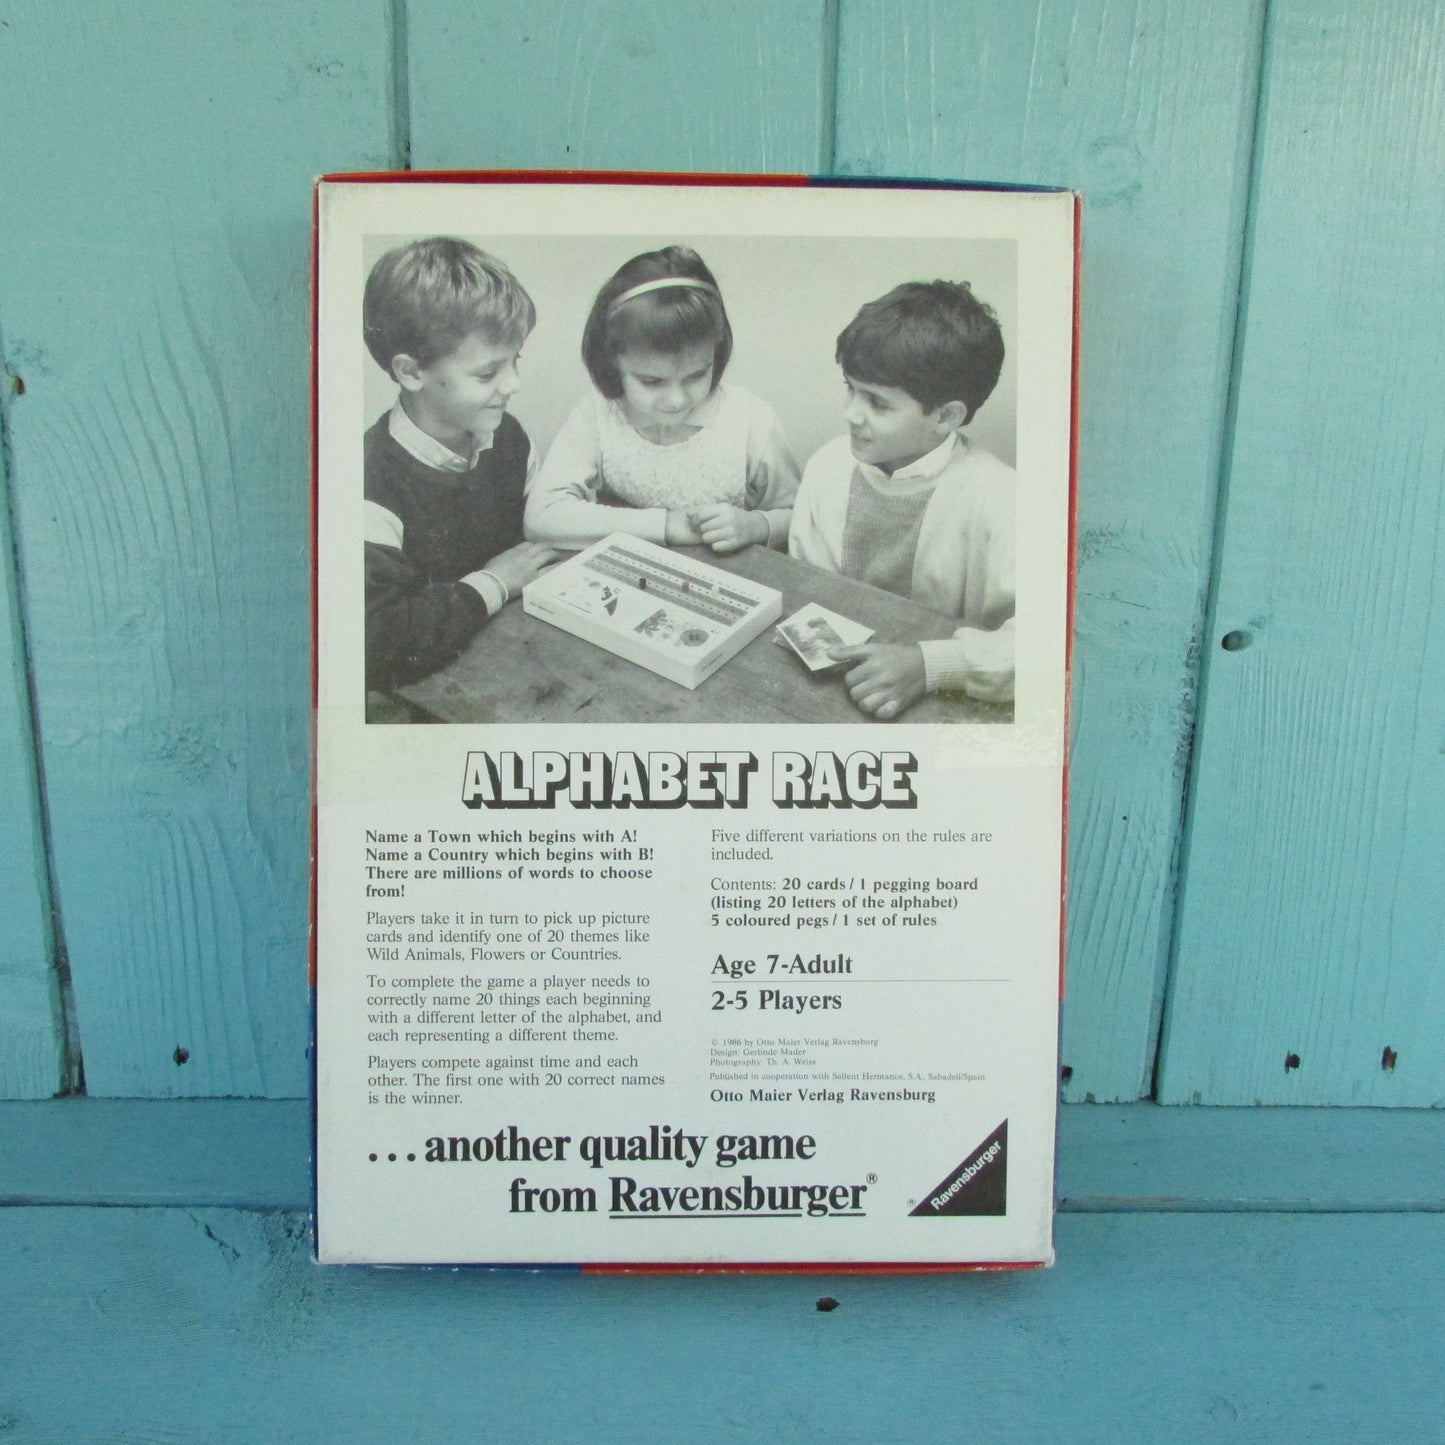 ALPHABET RACE
Name a Town which begins with A!
Name a Country which begins with B!
There are millions of words to choose
from!
Players take it in turn to pick up picture
cards and identify one of 20 themes like
Wild Animals, Flowers or Countries.
To complete the game a player needs to
correctly name 20 things each beginning
with a different letter of the alphabet, and
each representing a different theme.
Players compete against time and each
other. The first one with 20 correct names
is the winner.
Five different variations on the rules are
included.
Contents: 20 cards / 1 pegging board
(listing 20 letters of the alphabet)
5 coloured pegs / 1 set of rules
Age 7-Adult
2-5 Players
© 1986 by Otto Maier Verlag Ravensburg
Design: Gerlinde Mader
Photography: Th. A. Weiss
Published in cooperation with Sallent Hermanos, S.A., Sabadell/Spain
Otto Maier Verlag Ravensburg
... another quality game
from Ravensburger®
® Ravensburger